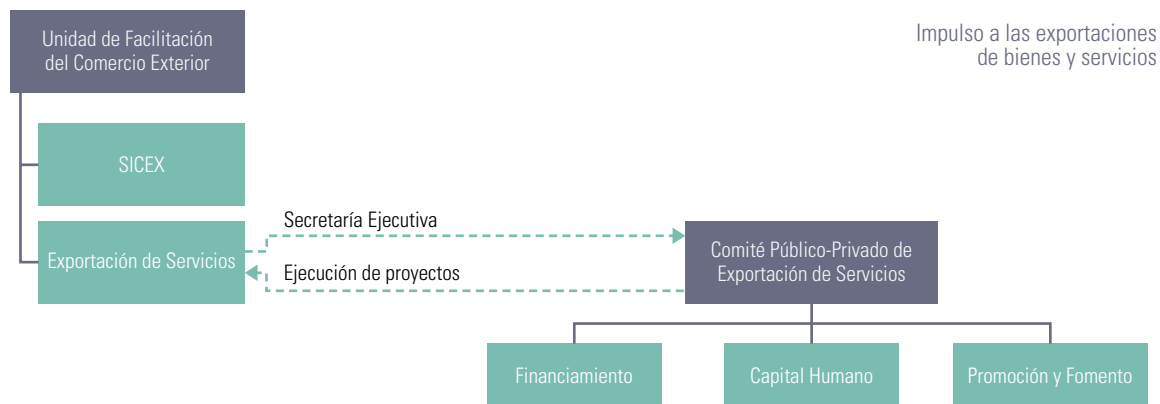 Unidad de Facilitación
del Comercio Exterior
Impulso a las exportaciones
de bienes y servicios
SICEX
Secretaría Ejecutiva
Exportación de Servicios
Ejecución de proyectos
Comité Público-Privado de
Exportación de Servicios
Financiamiento
Capital Humano
Promoción y Fomento